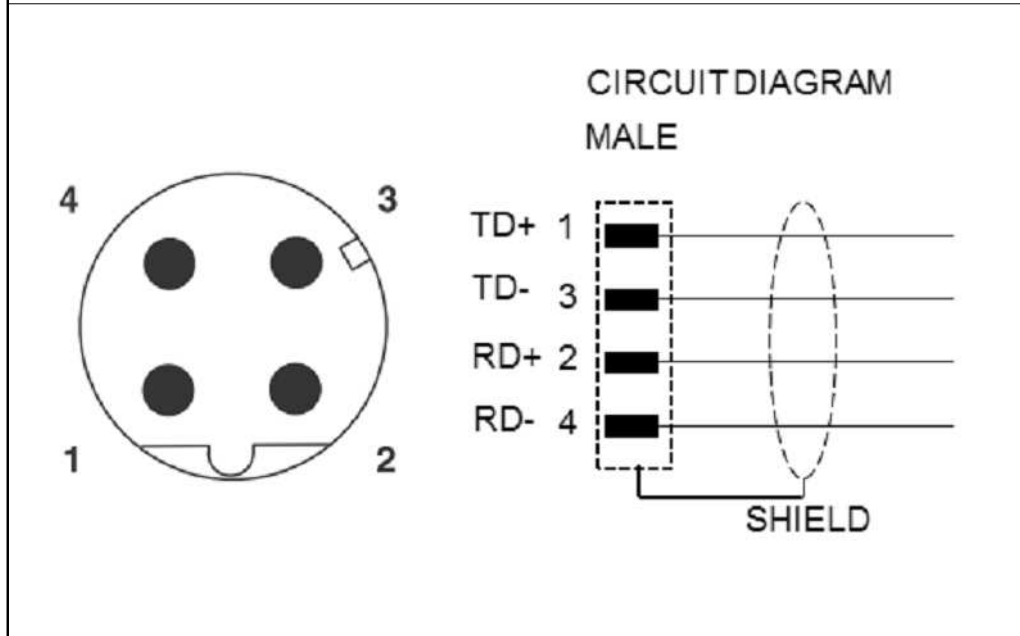 CIRCUIT DIAGRAM
MALE
4 3
1 2
TD+ 1
TD- 3
RD+ 2
RD- 4
SHIELD